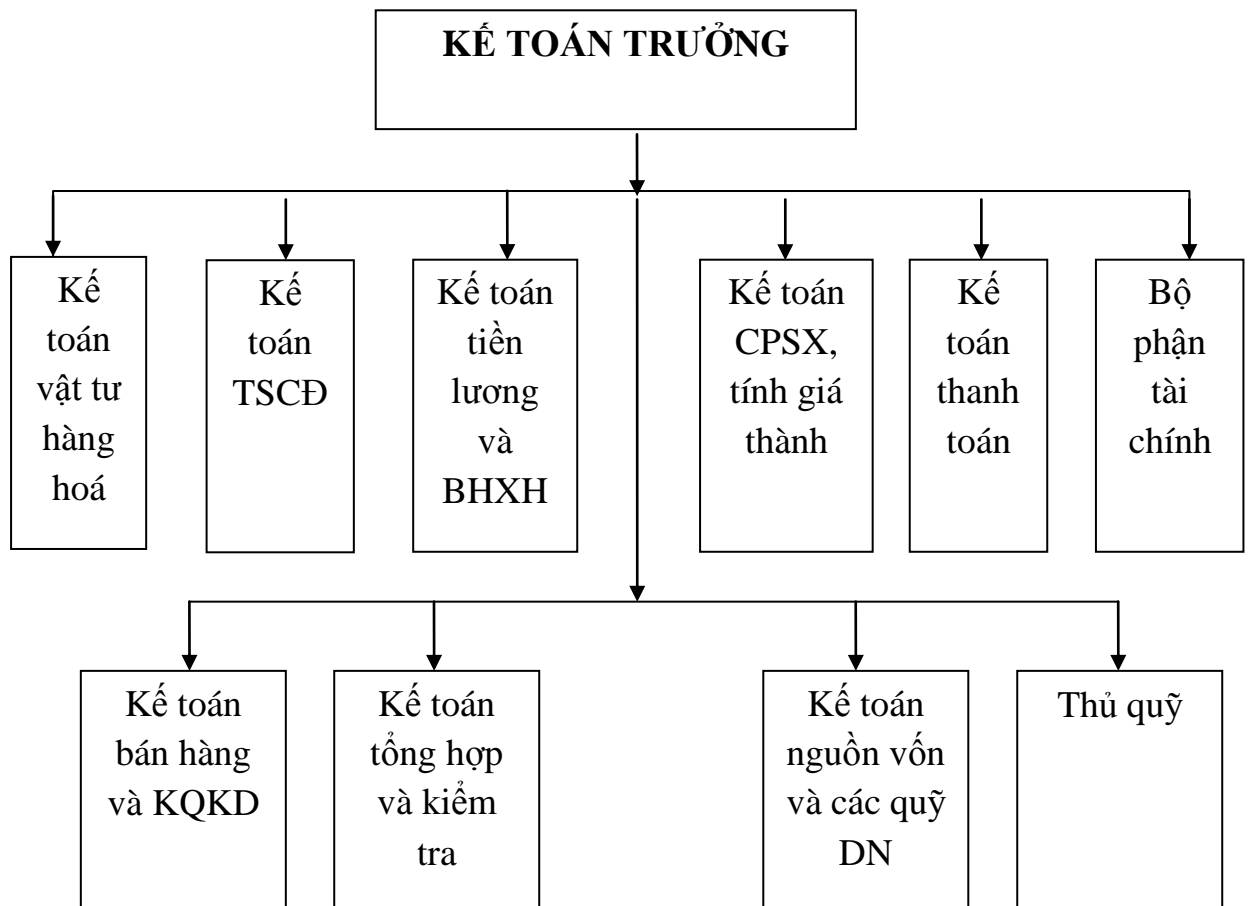 KẾ TOÁN TRƯỞNG
Kế
toán
vật tư
hàng
hoá
Kế
toán
TSCĐ
Kế toán
tiền
lương
và
BHXH
Kế toán
CPSX,
tính giá
thành
Kế
toán
thanh
toán
Bộ
phận
tài
chính
Kế toán
bán hàng
và KQKD
Kế toán
tổng hợp
và kiểm
tra
Kế toán
nguồn vốn
và các quỹ
DN
Thủ quỹ